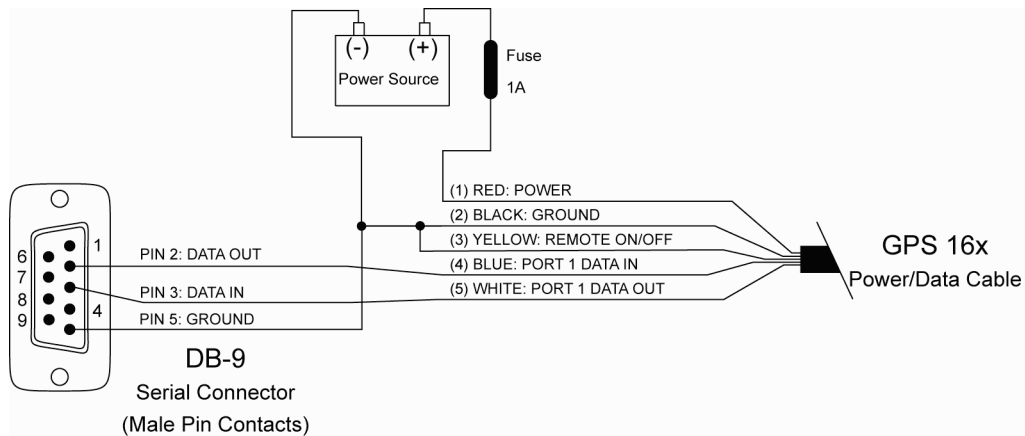 (-) (+)
Power Source
Fuse
1A
(1) RED: POWER
(2) BLACK: GROUND
(3) YELLOW: REMOTE ON/OFF
(4) BLUE: PORT 1 DATA IN
(5) WHITE: PORT 1 DATA OUT
GPS 16x
Power/Data Cable
1
6
7
8
4
9
PIN 2: DATA OUT
PIN 3: DATA IN
PIN 5: GROUND
DB-9
Serial Connector
(Male Pin Contacts)